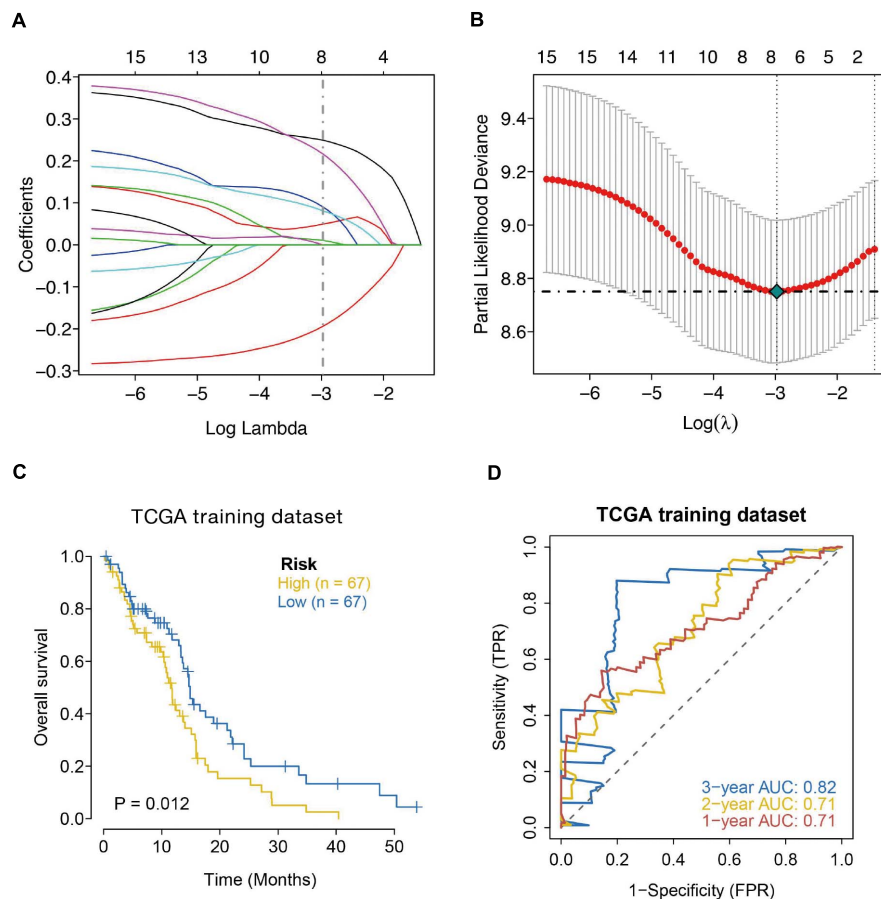 A
15 13 10 8 4
0.4
0.3
0.2
0.1
0.0
−0.1
−0.2
−0.3
Coefficients
−6 −5 −4 −3 −2
Log Lambda
B
15 15 14 11 10 8 8 6 5 2
9.4
9.2
9.0
8.8
8.6
Partial Likelihood Deviance
−6 −5 −4 −3 −2
Log(λ)
C
TCGA training dataset
1.0
0.8
0.6
0.4
0.2
0.0
Overall survival
Risk
High (n = 67)
Low (n = 67)
P = 0.012
0 10 20 30 40 50
Time (Months)
D
TCGA training dataset
1.0
0.8
0.6
0.4
0.2
0.0
Sensitivity (TPR)
3−year AUC: 0.82
2−year AUC: 0.71
1−year AUC: 0.71
0.0 0.2 0.4 0.6 0.8 1.0
1-Specificity (FPR)